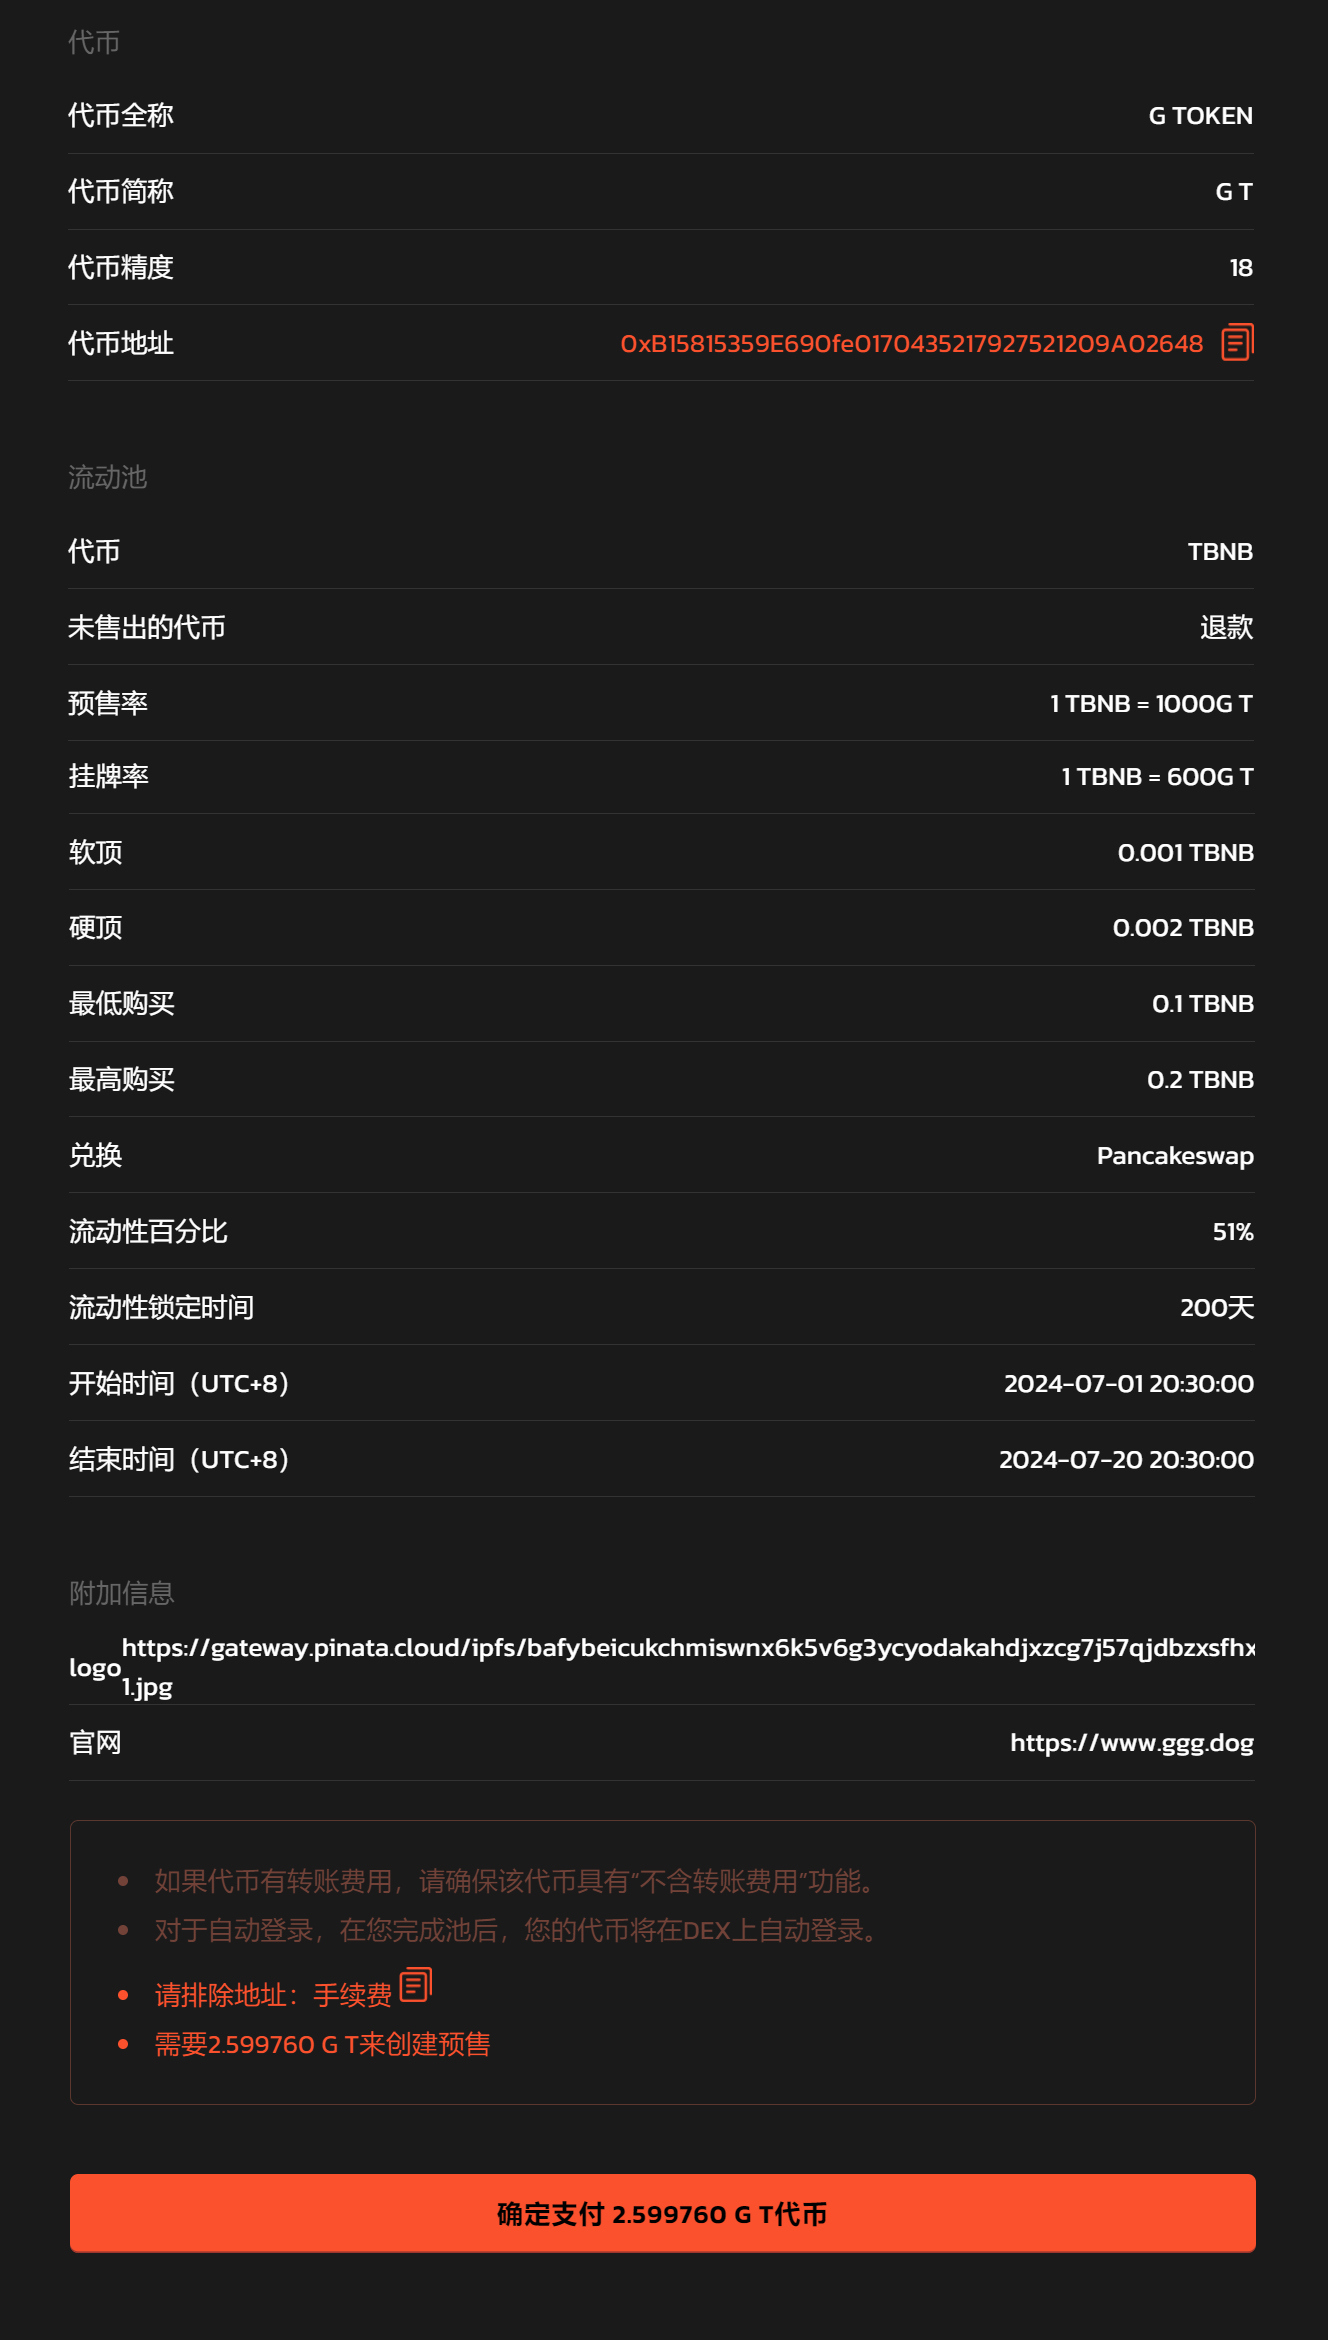 代币
代币全称 G TOKEN
代币简称 G T
代币精度 18
代币地址 0xB15815359E690fe0170435217927521209A02648
流动池
代币 TBNB
未售出的代币 退款
预售率 1 TBNB = 1000G T
挂牌率 1 TBNB = 600G T
软顶 0.001 TBNB
硬顶 0.002 TBNB
最低购买 0.1 TBNB
最高购买 0.2 TBNB
兑换 Pancakeswap
流动性百分比 51%
流动性锁定时间 200天
开始时间（UTC+8） 2024-07-01 20:30:00
结束时间（UTC+8） 2024-07-20 20:30:00
附加信息
logo https://gateway.pinata.cloud/ipfs/bafybeicukchmiswnx6k5v6g3ycyodakahdjxzcg7j57qjdbzxsfhx
1.jpg
官网 https://www.ggg.dog
如果代币有转账费用，请确保该代币具有“不含转账费用”功能。
对于自动登录，在您完成池后，您的代币将在DEX上自动登录。
请排除地址：手续费
需要2.599760 G T来创建预售
确定支付 2.599760 G T代币